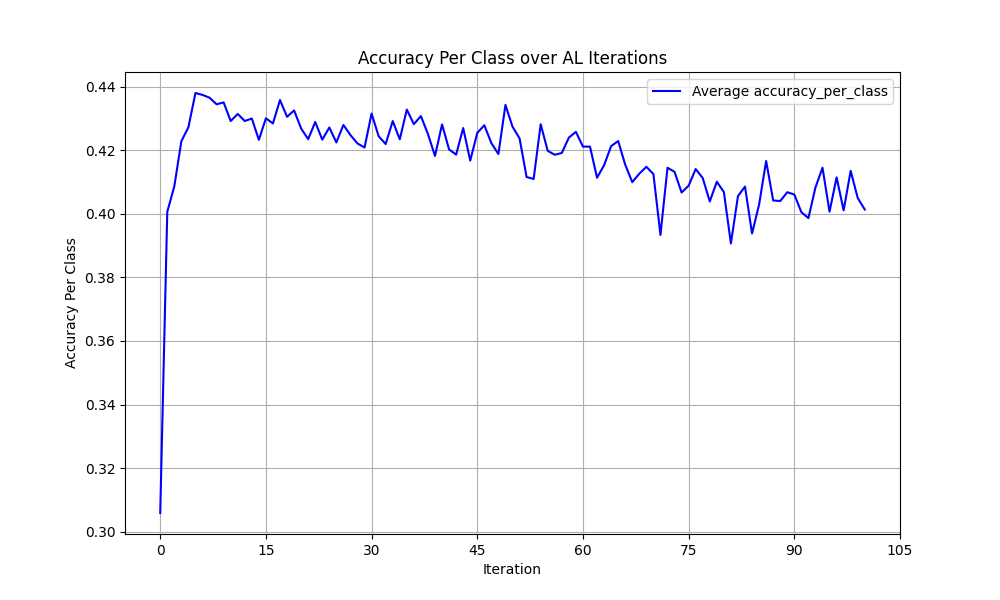 Accuracy Per Class over AL Iterations
Average accuracy_per_class
Accuracy Per Class
0.44
0.42
0.40
0.38
0.36
0.34
0.32
0.30
0 15 30 45 60 75 90 105
Iteration